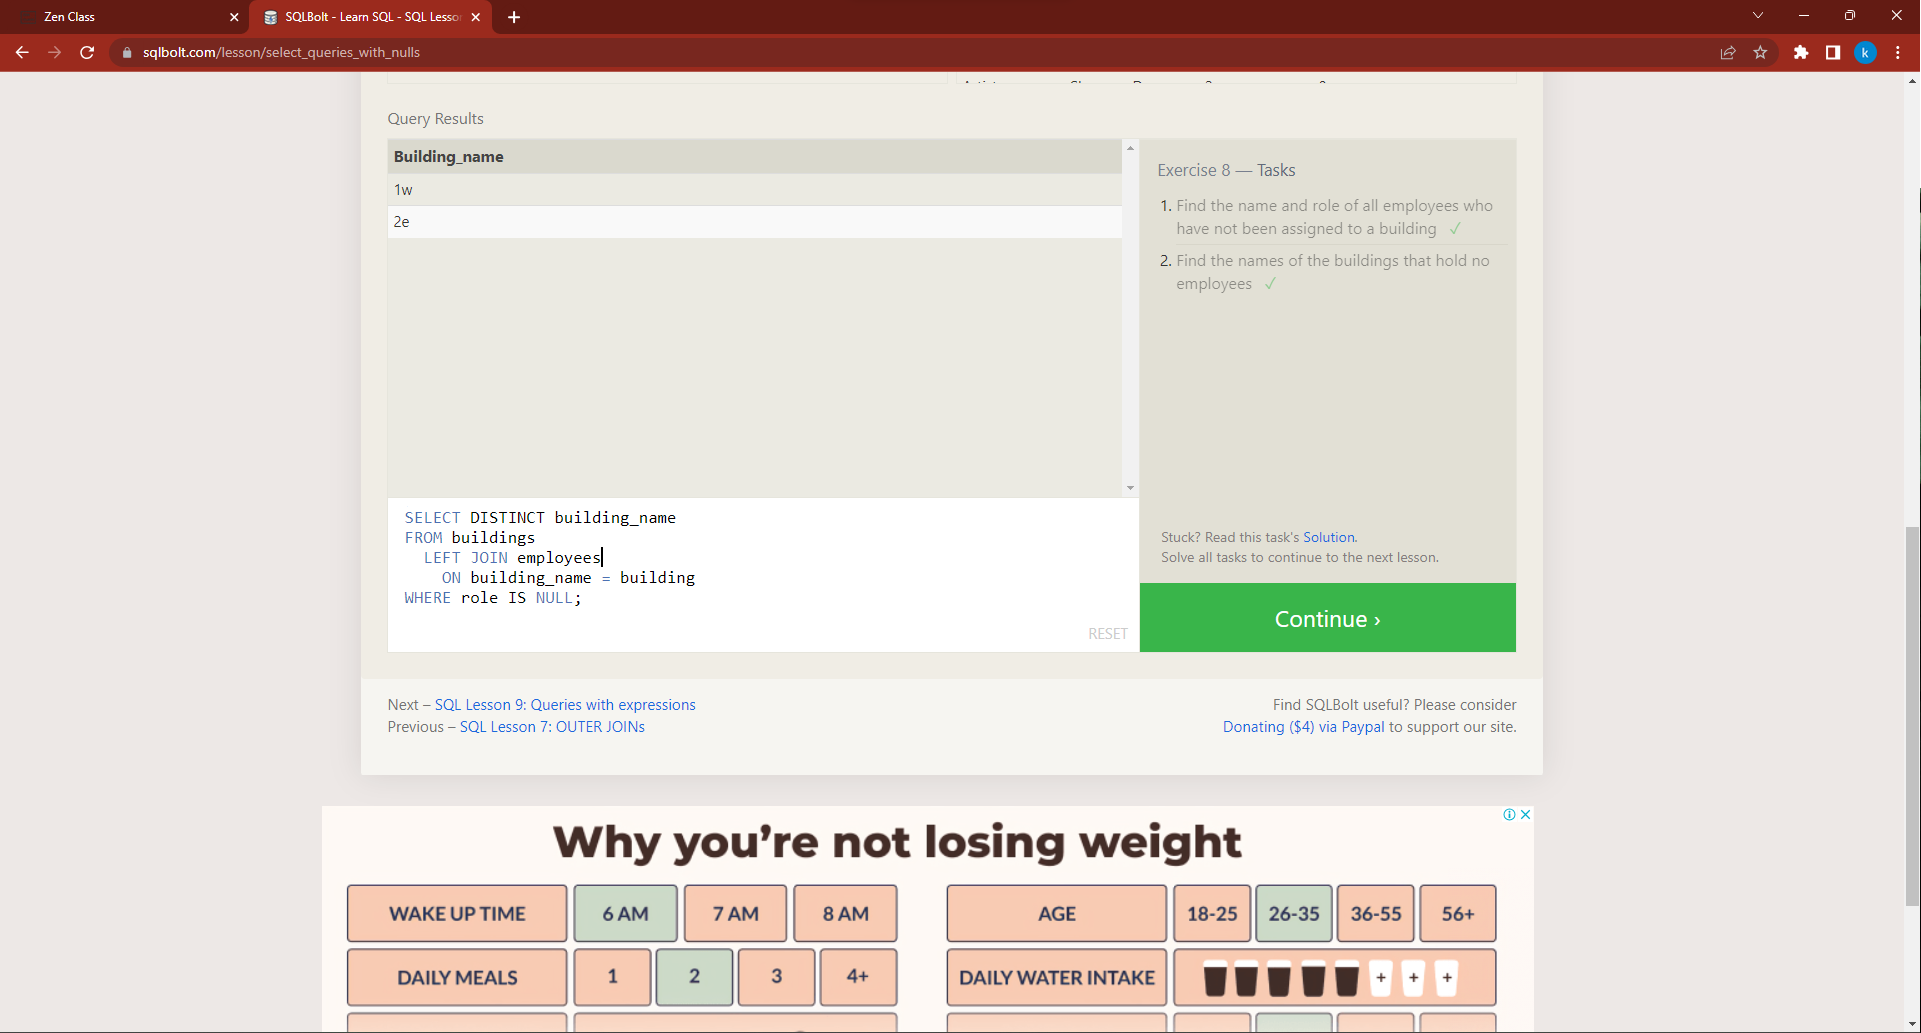 Zen Class
SQLBolt - Learn SQL - SQL Lesso
sqlbolt.com/lesson/select_queries_with_nulls
k
Query Results
Building_name
1w
2e
Exercise 8 — Tasks
1. Find the name and role of all employees who
have not been assigned to a building ✓
2. Find the names of the buildings that hold no
employees ✓
SELECT DISTINCT building_name
FROM buildings
LEFT JOIN employees
ON building_name = building
WHERE role IS NULL;
RESET
Stuck? Read this task's Solution.
Solve all tasks to continue to the next lesson.
Continue ›
Next – SQL Lesson 9: Queries with expressions
Previous – SQL Lesson 7: OUTER JOINs
Find SQLBolt useful? Please consider
Donating ($4) via Paypal to support our site.
Why you're not losing weight
WAKE UP TIME 6 AM 7 AM 8 AM
DAILY MEALS 1 2 3 4+
AGE 18-25 26-35 36-55 56+
DAILY WATER INTAKE + + +